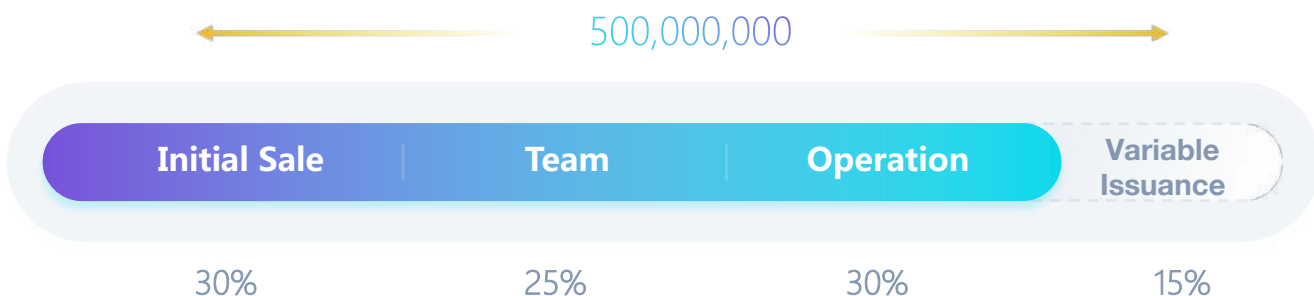 500,000,000
Initial Sale
Team
Operation
Variable
Issuance
30%
25%
30%
15%